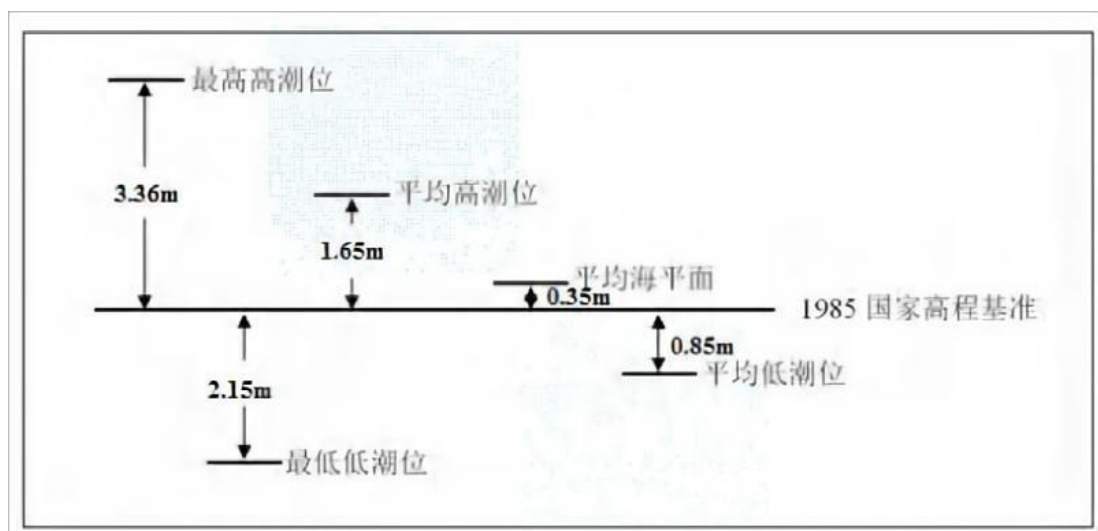 最高高潮位
3.36m
平均高潮位
1.65m
平均海平面
0.35m
1985 国家高程基准
0.85m
平均低潮位
2.15m
最低低潮位